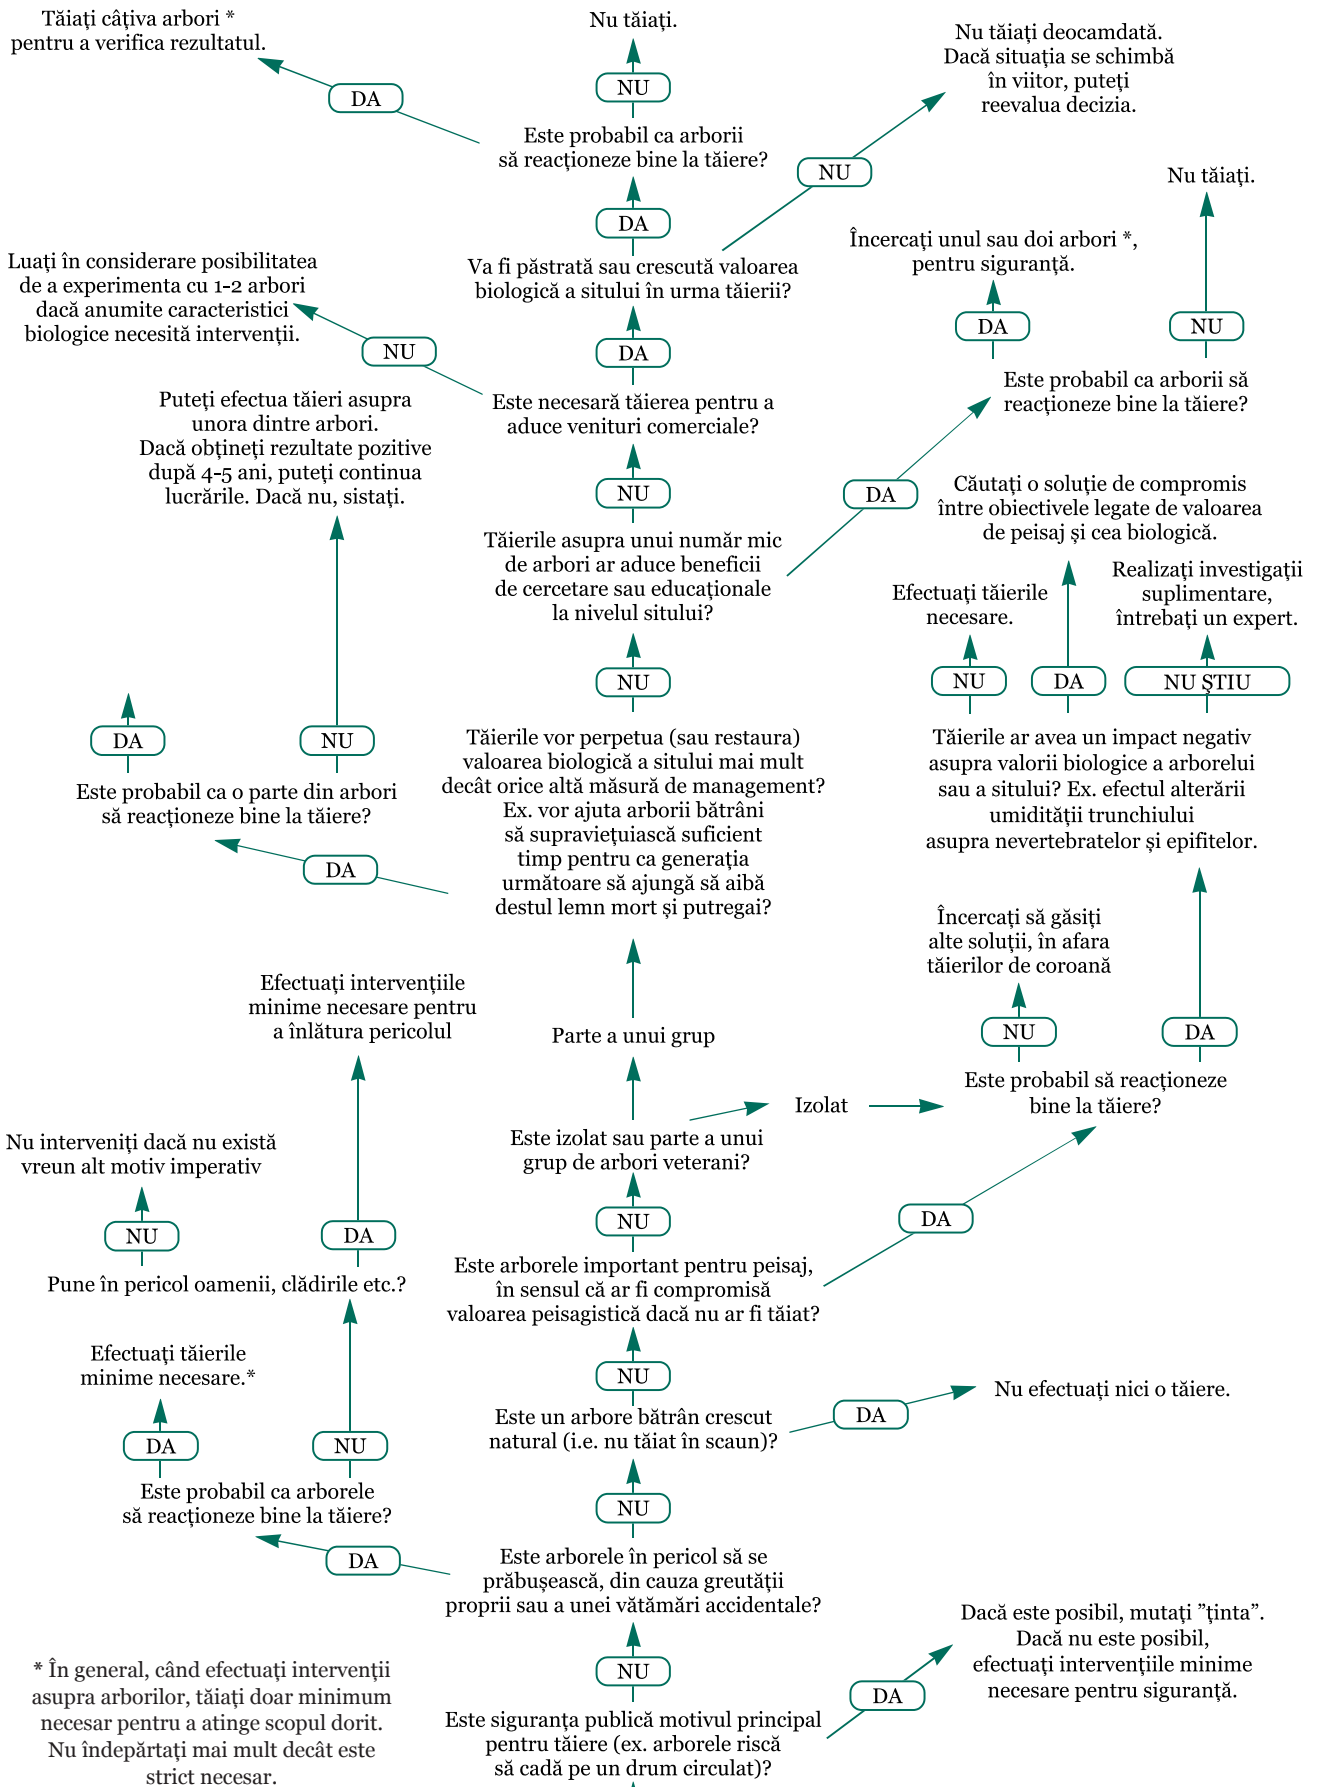 Tăiați câțiva arbori *
pentru a verifica rezultatul.
Nu tăiați.
Nu tăiați deocamdată.
Dacă situația se schimbă
în viitor, puteți
reevalua decizia.
DA
NU
Este probabil ca arborii
să reacționeze bine la tăiere?
NU
Nu tăiați.
DA
Încercați unul sau doi arbori *,
pentru siguranță.
Luați în considerare posibilitatea
de a experimenta cu 1-2 arbori
dacă anumite caracteristici
biologice necesită intervenții.
Va fi păstrată sau crescută valoarea
biologică a sitului în urma tăierii?
DA
NU
NU
DA
Este probabil ca arborii să
reacționeze bine la tăiere?
Puteți efectua tăieri asupra
unora dintre arbori.
Dacă obțineți rezultate pozitive
după 4-5 ani, puteți continua
lucrările. Dacă nu, sistați.
Este necesară tăierea pentru a
aduce venituri comerciale?
NU
DA
Căutați o soluție de compromis
între obiectivele legate de valoarea
de peisaj și cea biologică.
Tăierile asupra unui număr mic
de arbori ar aduce beneficii
de cercetare sau educaționale
la nivelul sitului?
Efectuați tăierile
necesare.
Realizați investigații
suplimentare,
întrebați un expert.
NU
NU
DA
NU ȘTIU
DA
NU
Este probabil ca o parte din arbori
să reacționeze bine la tăiere?
Tăierile vor perpetua (sau restaura)
valoarea biologică a sitului mai mult
decât orice altă măsură de management?
Ex. vor ajuta arborii bătrâni
să supraviețuiască suficient
timp pentru ca generația
următoare să ajungă să aibă
destul lemn mort și putregai?
Tăierile ar avea un impact negativ
asupra valorii biologice a arborelui
sau a sitului? Ex. efectul alterării
umidității trunchiului
asupra nevertebratelor și epifitelor.
DA
Încercați să găsiți
alte soluții, în afara
tăierilor de coroană
Efectuați intervențiile
minime necesare pentru
a înlătura pericolul
Parte a unui grup
NU
DA
Este probabil să reacționeze
bine la tăiere?
Izolat
Este izolat sau parte a unui
grup de arbori veterani?
Nu interveniți dacă nu există
vreun alt motiv imperativ
NU
DA
NU
DA
Pune în pericol oamenii, clădirile etc.?
Este arborele important pentru peisaj,
în sensul că ar fi compromisă
valoarea peisagistică dacă nu ar fi tăiat?
Efectuați tăierile
minime necesare.*
NU
Nu efectuați nici o tăiere.
DA
Este un arbore bătrân crescut
natural (i.e. nu tăiat în scaun)?
DA
NU
Este probabil ca arborele
să reacționeze bine la tăiere?
NU
DA
Este arborele în pericol să se
prăbușească, din cauza greutății
proprii sau a unei vătămări accidentale?
Dacă este posibil, mutați ”ținta”.
Dacă nu este posibil,
efectuați intervențiile minime
necesare pentru siguranță.
NU
DA
* În general, când efectuați intervenții
asupra arborilor, tăiați doar minimum
necesar pentru a atinge scopul dorit.
Nu îndepărtați mai mult decât este
strict necesar.
Este siguranța publică motivul principal
pentru tăiere (ex. arborele riscă
să cadă pe un drum circulat)?